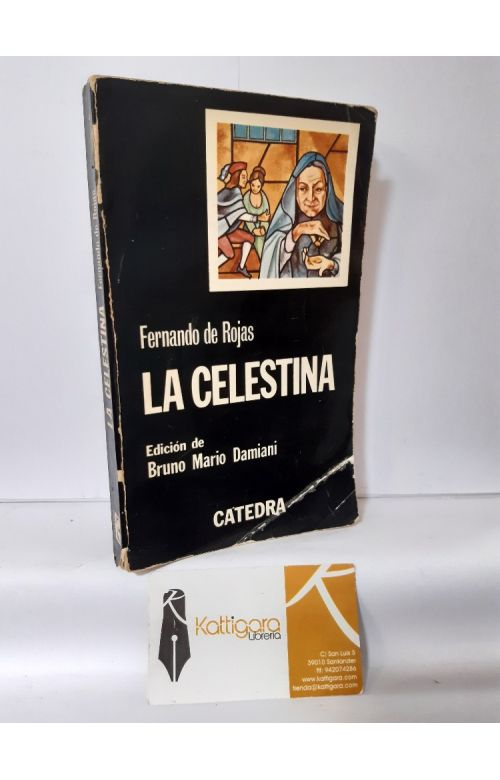 Fernando de Rojas
LA CELESTINA
Edición de
Bruno Mario Damiani
CATEDRA
LA CELESTINA Fernando de Rojas
Kattigara
Librería
C/ San Luis 5
39010 Santander
tlf: 942074286
www.kattigara.com
tienda@kattigara.com